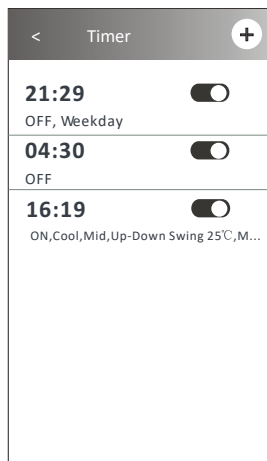 < Timer +
21:29
OFF, Weekday
04:30
OFF
16:19
ON,Cool,Mid,Up-Down Swing 25℃,M...